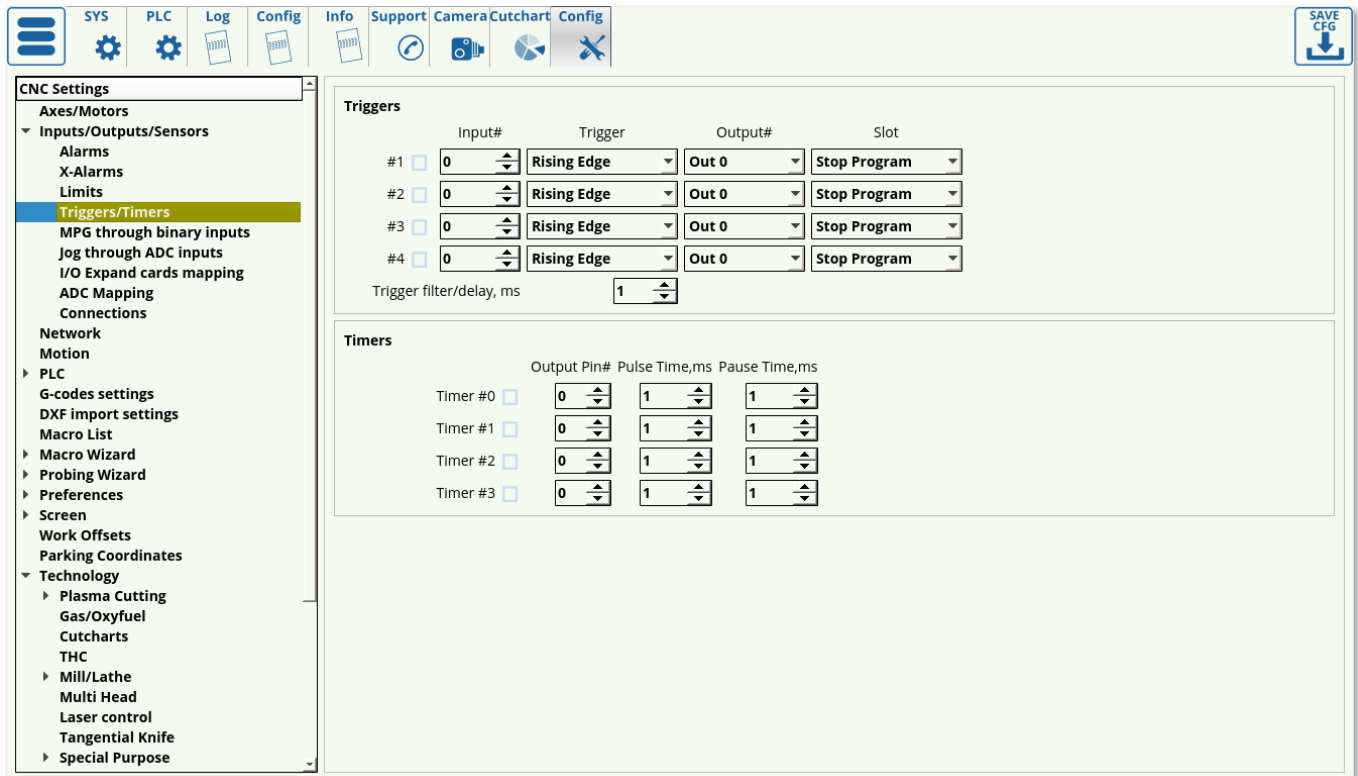 SYS PLC Log Config Info Support Camera Cutchart Config SAVE CFG
CNC Settings
Axes/Motors
Inputs/Outputs/Sensors
Alarms
X-Alarms
Limits
Triggers/Timers
MPG through binary inputs
Jog through ADC inputs
I/O Expand cards mapping
ADC Mapping
Connections
Network
Motion
PLC
G-codes settings
DXF import settings
Macro List
Macro Wizard
Probing Wizard
Preferences
Screen
Work Offsets
Parking Coordinates
Technology
Plasma Cutting
Gas/Oxyfuel
Cutcharts
THC
Mill/Lathe
Multi Head
Laser control
Tangential Knife
Special Purpose
Triggers
Input# Trigger Output# Slot
#1 0 Rising Edge Out 0 Stop Program
#2 0 Rising Edge Out 0 Stop Program
#3 0 Rising Edge Out 0 Stop Program
#4 0 Rising Edge Out 0 Stop Program
Trigger filter/delay, ms 1
Timers
Output Pin# Pulse Time,ms Pause Time,ms
Timer #0 0 1 1
Timer #1 0 1 1
Timer #2 0 1 1
Timer #3 0 1 1